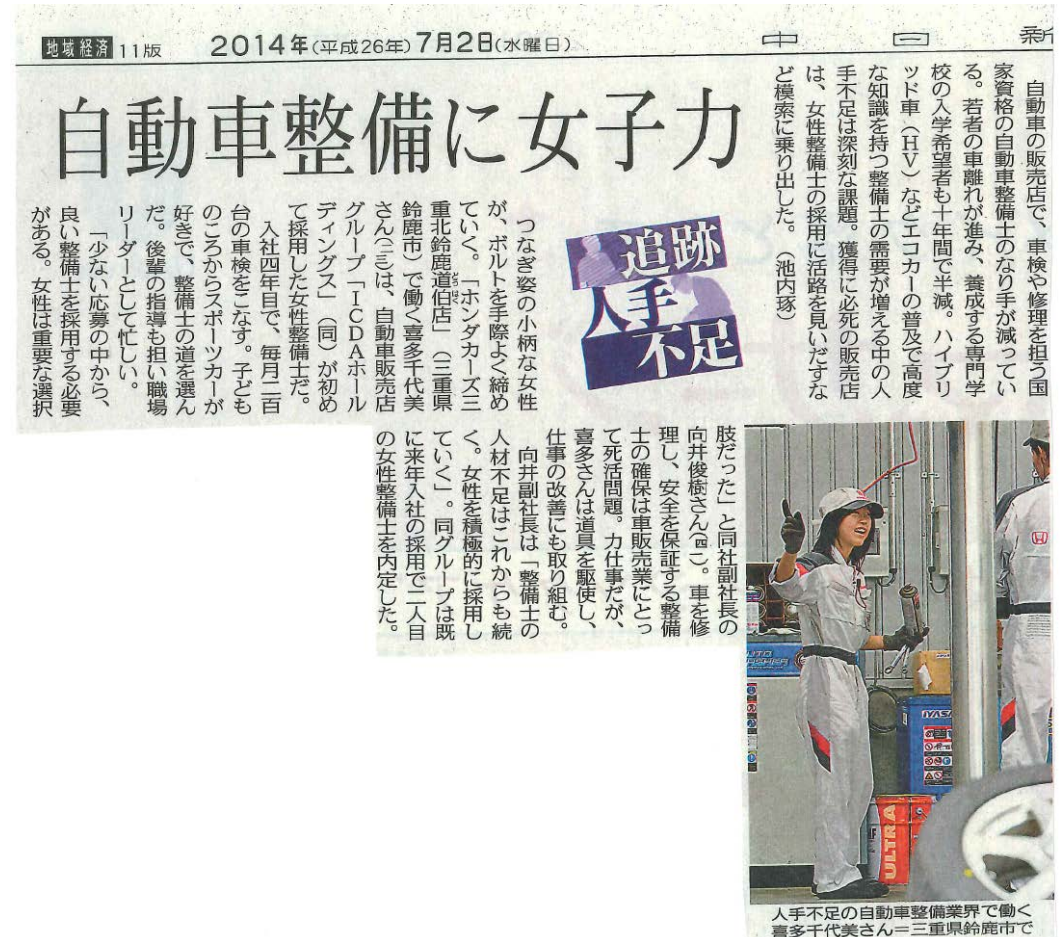 地域経済 11版 2014年(平成26年)7月2日(水曜日) 中日新
自動車整備に女子力
自動車の販売店で、車検や修理を担う国
家資格の自動車整備士のなり手が減ってい
る。若者の車離れが進み、養成する専門学
校の入学希望者も十年間で半減。ハイブリ
ッド車（HV）などエコカーの普及で高度
な知識を持つ整備士の需要が増える中の人
手不足は深刻な課題。獲得に必死の販売店
は、女性整備士の採用に活路を見いだすな
ど模索に乗り出した。（池内琢）
追跡
人手
不足
つなぎ姿の小柄な女性
が、ボルトを手際よく締め
ていく。「ホンダカーズ三
重北鈴鹿道伯店」（三重県
鈴鹿市）で働く喜多千代美
さん（二三）は、自動車販売店
グループ「ICDAホール
ディングス」（同）が初め
て採用した女性整備士だ。
入社四年目で、毎月二百
台の車検をこなす。子ども
のころからスポーツカーが
好きで、整備士の道を選ん
だ。後輩の指導も担い職場
リーダーとして忙しい。
「少ない応募の中から、
良い整備士を採用する必要
がある。女性は重要な選択
肢だった」と同社副社長の
向井俊樹さん（四二）。車を修
理し、安全を保証する整備
士の確保は車販売業にとっ
て死活問題。力仕事だが、
喜多さんは道具を駆使し、
仕事の改善にも取り組む。
向井副社長は「整備士の
人材不足はこれからも続
く。女性を積極的に採用し
ていく」。同グループは既
に来年入社の採用で二人目
の女性整備士を内定した。
ULTRA
人手不足の自動車整備業界で働く
喜多千代美さん＝三重県鈴鹿市で